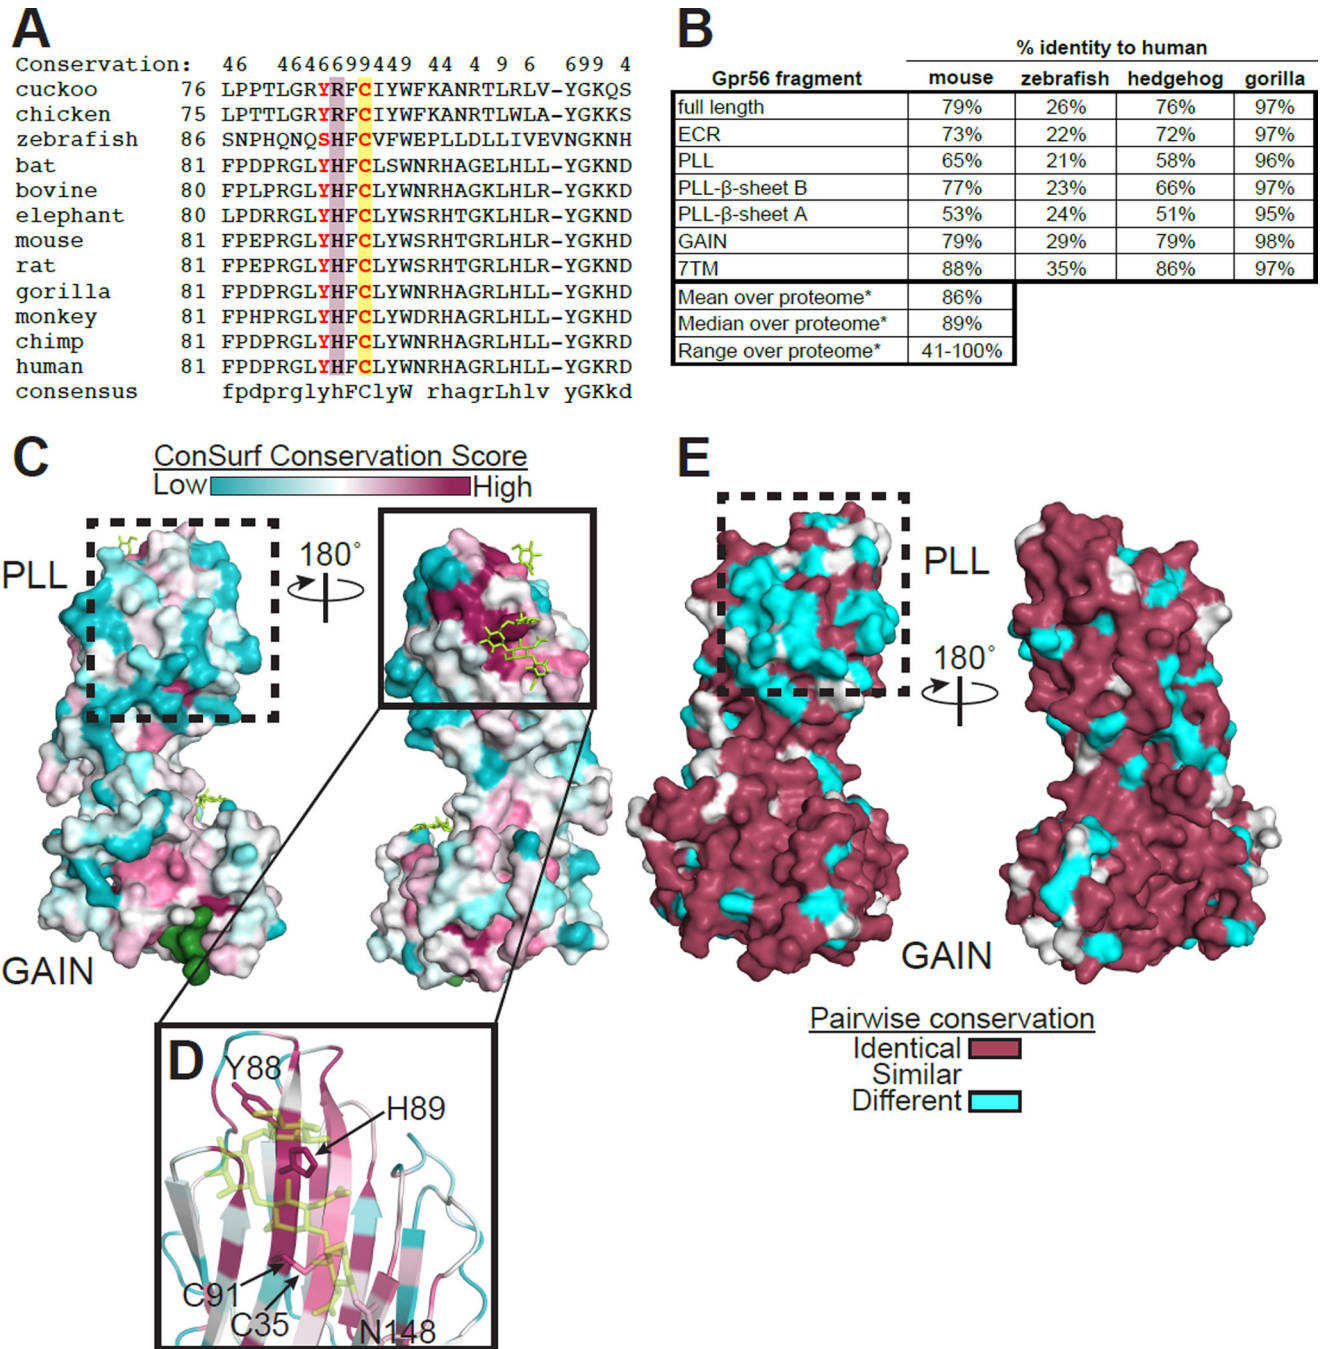 A
Conservation: 46 4646699449 44 4 9 6 699 4
cuckoo 76 LPPTLGRYRFCIYWFKANRTLRLV-YGKQS
chicken 75 LPTTLGRYRFCIYWFKANRTLWLA-YGKKS
zebrafish 86 SNPHQNQSHFCVFWEPLLDLLIVEVNGKNH
bat 81 FPDPRGLYHFCLSWNRHAGELHLL-YGKKD
bovine 80 FPLPRGLYHFCLYWNRHAGRLHLR-YGKKD
elephant 80 LPDRRGLYHFCLYWSRHTGKLHLR-YGKND
mouse 81 FPEPRGLYHFCLYWSRHTGRLHLR-YGKHD
rat 81 FPEPRGLYHFCLYWSRHTGRLHLR-YGKND
gorilla 81 FPDPRGLYHFCLYWNRHAGRLHLL-YGKHD
monkey 81 FPHPRGLYHFCLYWDRHAGRLHLL-YGKHD
chimp 81 FPDPRGLYHFCLYWNRHAGRLHLL-YGKRD
human 81 FPDPRGLYHFCLYWNRHAGRLHLL-YGKRD
consensus fpdprglyhFClyW rhagrLhlv yGKkd
B
% identity to human
Gpr56 fragment mouse zebrafish hedgehog gorilla
full length 79% 26% 76% 97%
ECR 73% 22% 72% 97%
PLL 65% 21% 58% 96%
PLL-β-sheet B 77% 23% 66% 97%
PLL-β-sheet A 53% 24% 51% 95%
GAIN 79% 29% 79% 98%
7TM 88% 35% 86% 97%
Mean over proteome* 86%
Median over proteome* 89%
Range over proteome* 41-100%
C
ConSurf Conservation Score
Low High
PLL
180°
GAIN
D
Y88
H89
C91
C35
N148
E
PLL
180°
GAIN
Pairwise conservation
Identical
Similar
Different